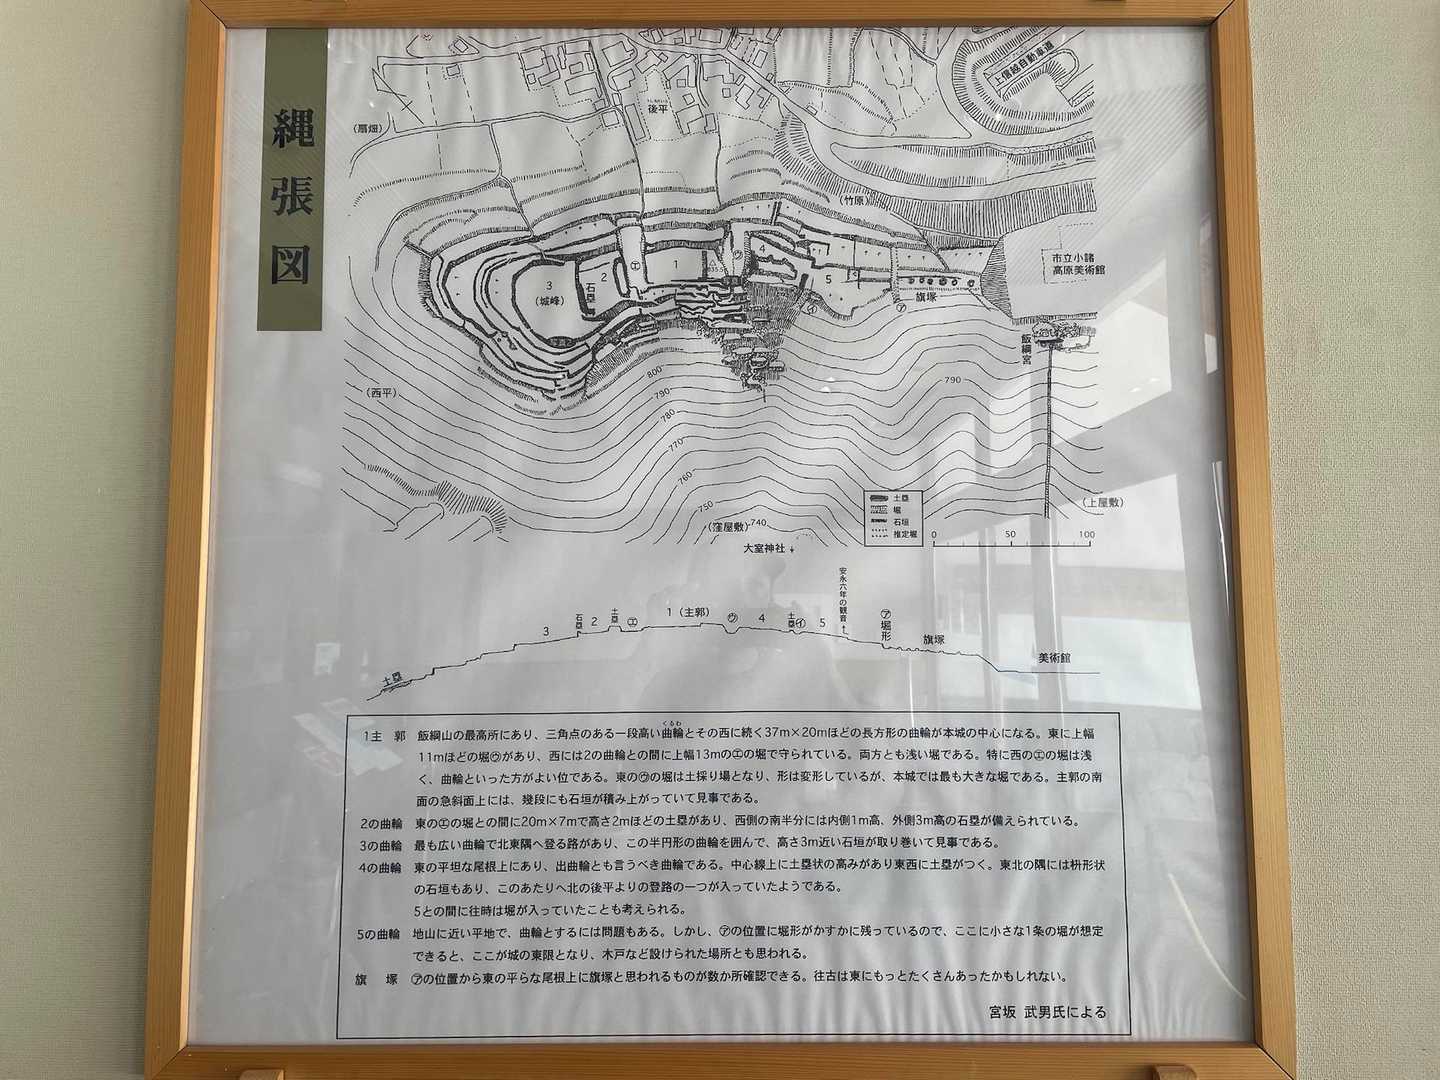 縄張図
上信越自動車道
後平
(扇畑)
(竹原)
市立小諸
高原美術館
1
2
3
(城峰)
石塁
4
5
㋓
㋒
㋑
㋐
旗塚
飯綱宮
(西平)
800
790
780
770
760
750
740
790
(窪屋敷)
(上屋敷)
大室神社
土塁
堀
石垣
推定堀
0 50 100
安永六年の観音
土塁
3
石塁
2
土塁
㋓
1(主郭)
㋒
4
土塁
㋑
5
㋐堀形
旗塚
美術館
1主 郭 飯綱山の最高所にあり、三角点のある一段高い曲輪とその西に続く37m×20mほどの長方形の曲輪が本城の中心になる。東に上幅
くるわ
11mほどの堀㋒があり、西には2の曲輪との間に上幅13mの㋓の堀で守られている。両方とも浅い堀である。特に西の㋓の堀は浅
く、曲輪といった方がよい位である。東の㋒の堀は土採り場となり、形は変形しているが、本城では最も大きな堀である。主郭の南
面の急斜面上には、幾段にも石垣が積み上がっていて見事である。
2の曲輪 東の㋓の堀との間に20m×7mで高さ2mほどの土塁があり、西側の南半分には内側1m高、外側3m高の石塁が備えられている。
3の曲輪 最も広い曲輪で北東隅へ登る路があり、この半円形の曲輪を囲んで、高さ3m近い石垣が取り巻いて見事である。
4の曲輪 東の平坦な尾根上にあり、出曲輪とも言うべき曲輪である。中心線上に土塁状の高みがあり東西に土塁がつく。東北の隅には枡形状
の石垣もあり、このあたりへ北の後平よりの登路の一つが入っていたようである。
5との間に往時は堀が入っていたことも考えられる。
5の曲輪 地山に近い平地で、曲輪とするには問題もある。しかし、㋐の位置に堀形がかすかに残っているので、ここに小さな1条の堀が想定
できると、ここが城の東限となり、木戸など設けられた場所とも思われる。
旗 塚 ㋐の位置から東の平らな尾根上に旗塚と思われるものが数か所確認できる。往古は東にもっとたくさんあったかもしれない。
宮坂 武男氏による